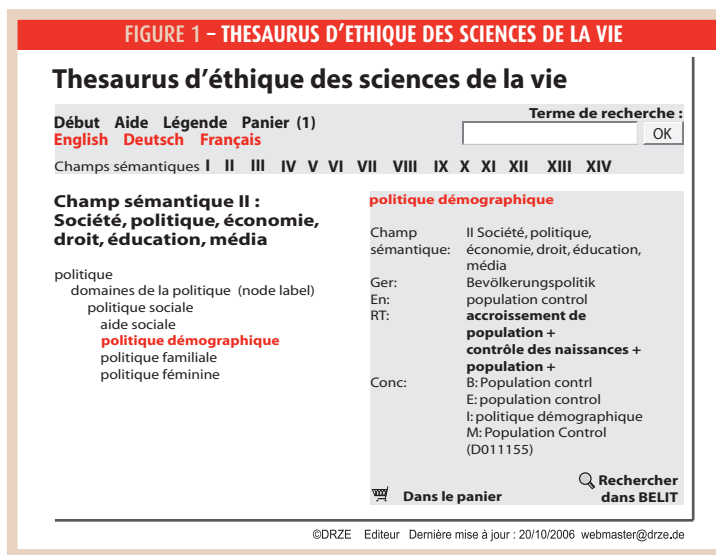 FIGURE 1 – THESAURUS D'ETHIQUE DES SCIENCES DE LA VIE
Thesaurus d'éthique des sciences de la vie
Début Aide Légende Panier (1)
English Deutsch Français
Terme de recherche :
OK
Champs sémantiques I II III IV V VI VII VIII IX X XI XII XIII XIV
Champ sémantique II :
Société, politique, économie,
droit, éducation, média
politique
domaines de la politique (node label)
politique sociale
aide sociale
politique démographique
politique familiale
politique féminine
politique démographique
Champ sémantique: II Société, politique,
économie, droit, éducation,
média
Ger: Bevölkerungspolitik
En: population control
RT: accroissement de
population +
contrôle des naissances +
population +
Conc: B: Population contrl
E: population control
I: politique démographique
M: Population Control
(D011155)
Dans le panier
Rechercher
dans BELIT
©DRZE Editeur Dernière mise à jour : 20/10/2006 webmaster@drze.de